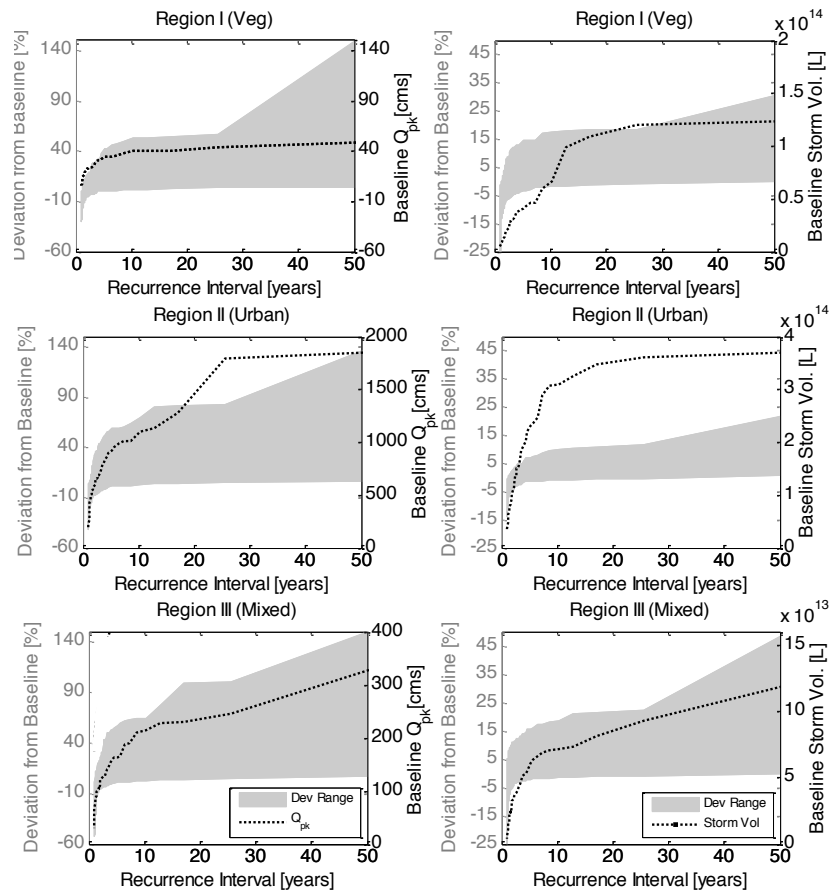 Region I (Veg)
Deviation from Baseline [%]
140
90
40
-10
-60
140
100
60
40
20
-20
-60
Baseline Q_pk [cms]
0 10 20 30 40 50
Recurrence Interval [years]
Region I (Veg)
x 10^14
Deviation from Baseline [%]
45
35
25
15
5
-5
-15
-25
2
1.5
1
0.5
0
Baseline Storm Vol. [L]
0 10 20 30 40 50
Recurrence Interval [years]
Region II (Urban)
Deviation from Baseline [%]
140
90
40
-10
-60
2000
1500
1000
500
0
Baseline Q_pk [cms]
0 10 20 30 40 50
Recurrence Interval [years]
Region II (Urban)
x 10^14
Deviation from Baseline [%]
45
35
25
15
5
-5
-15
-25
4
3
2
1
0
Baseline Storm Vol. [L]
0 10 20 30 40 50
Recurrence Interval [years]
Region III (Mixed)
Deviation from Baseline [%]
140
90
40
-10
-60
400
300
200
100
0
Baseline Q_pk [cms]
Dev Range
Q_pk
0 10 20 30 40 50
Recurrence Interval [years]
Region III (Mixed)
x 10^13
Deviation from Baseline [%]
45
35
25
15
5
-5
-15
-25
15
10
5
0
Baseline Storm Vol. [L]
Dev Range
Storm Vol
0 10 20 30 40 50
Recurrence Interval [years]